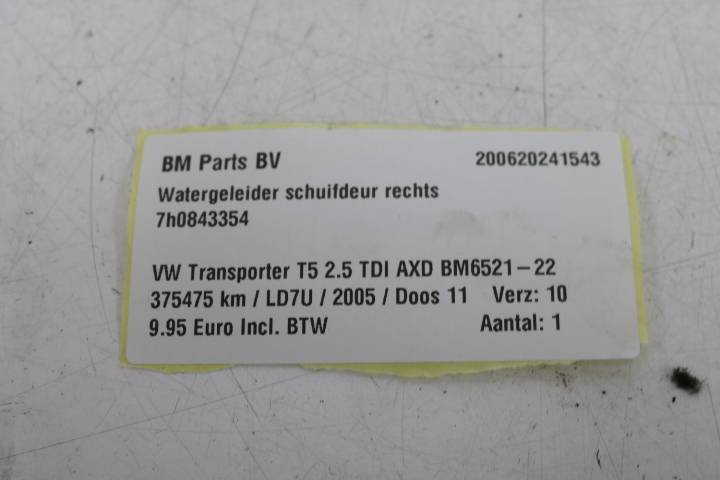 BM Parts BV 200620241543
Watergeleider schuifdeur rechts
7h0843354
VW Transporter T5 2.5 TDI AXD BM6521-22
375475 km / LD7U / 2005 / Doos 11 Verz: 10
9.95 Euro Incl. BTW Aantal: 1